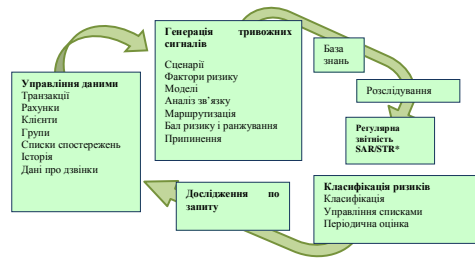 Управління даними
Транзакції
Рахунки
Клієнти
Групи
Списки спостережень
Історія
Дані про дзвінки
Генерація тривожних
сигналів
Сценарії
Фактори ризику
Моделі
Аналіз зв’язку
Маршрутизація
Бал ризику і ранжування
Припинення
База
знань
Розслідування
Регулярна
звітність
SAR/STR*
Класифікація ризиків
Класифікація
Управління списками
Періодична оцінка
Дослідження по
запиту